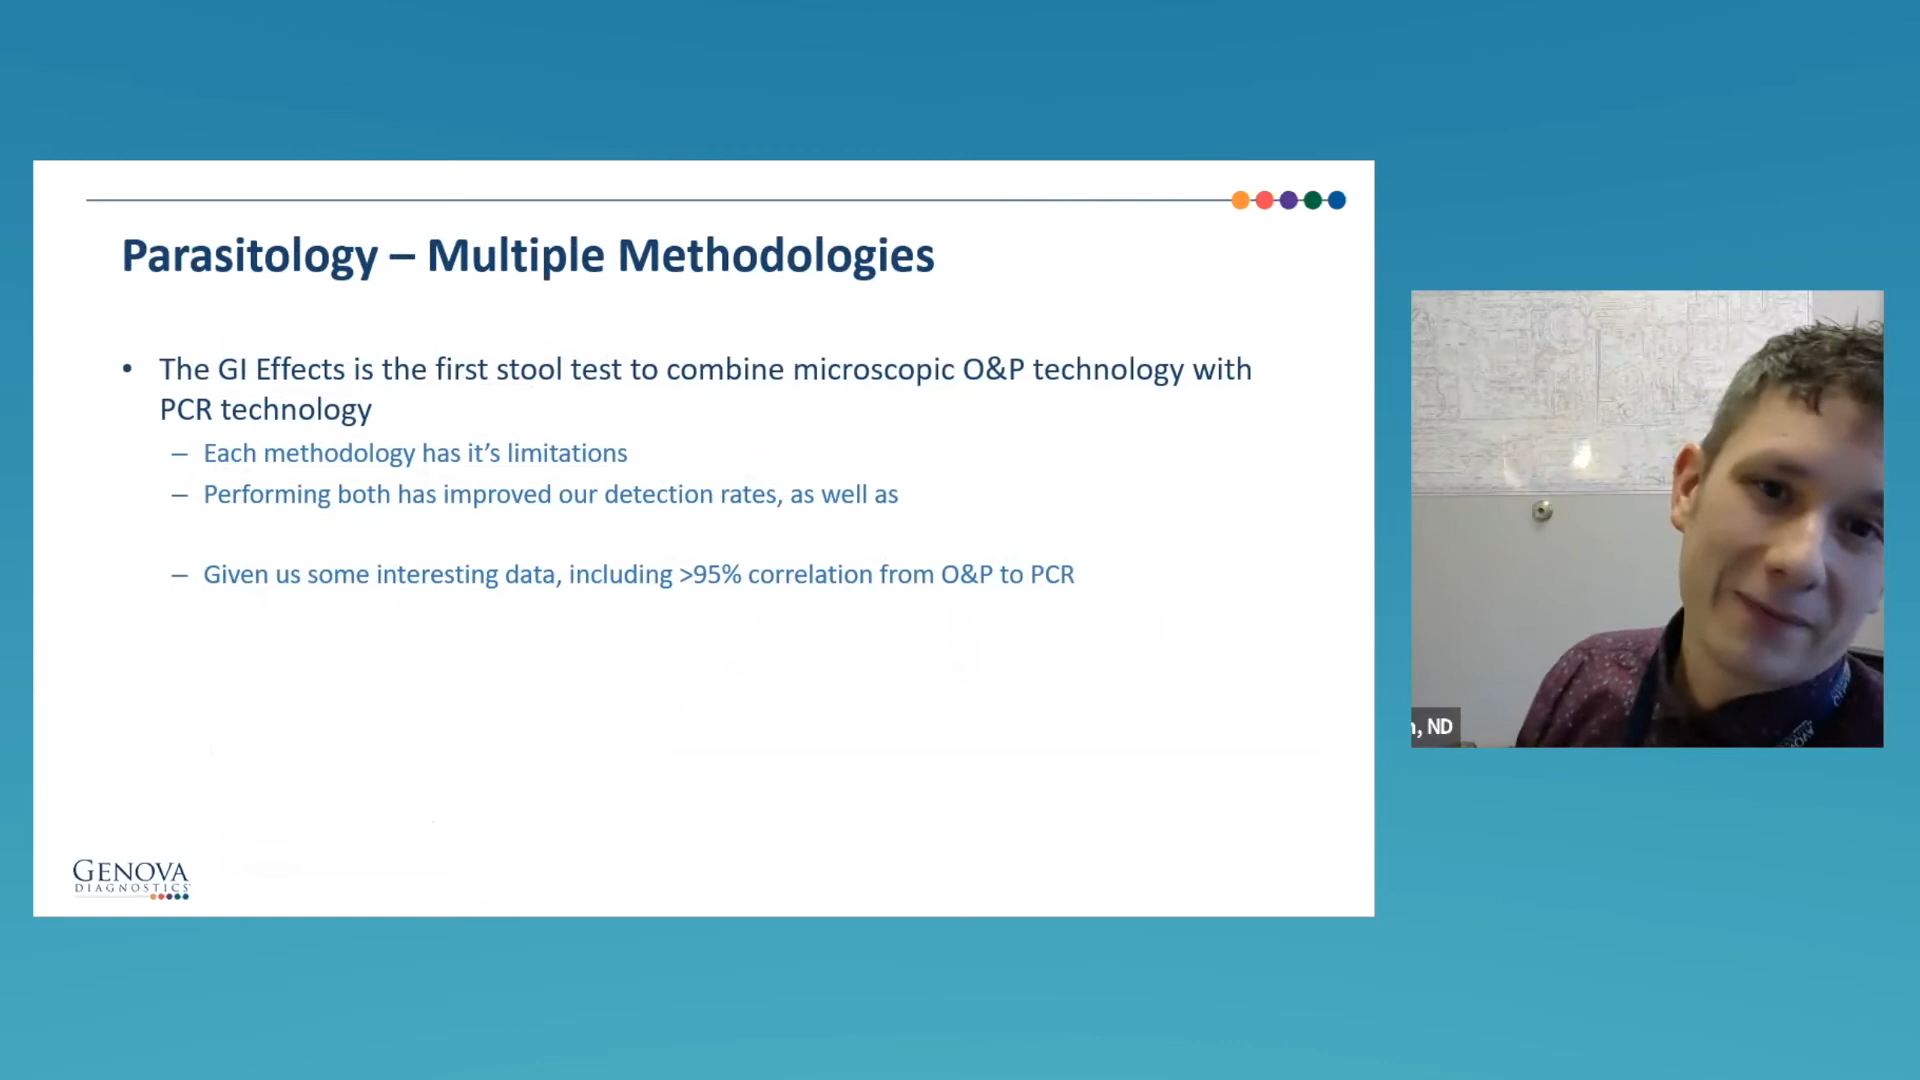 Parasitology – Multiple Methodologies
• The GI Effects is the first stool test to combine microscopic O&P technology with
PCR technology
– Each methodology has it’s limitations
– Performing both has improved our detection rates, as well as
– Given us some interesting data, including >95% correlation from O&P to PCR
GENOVA
DIAGNOSTICS
, ND